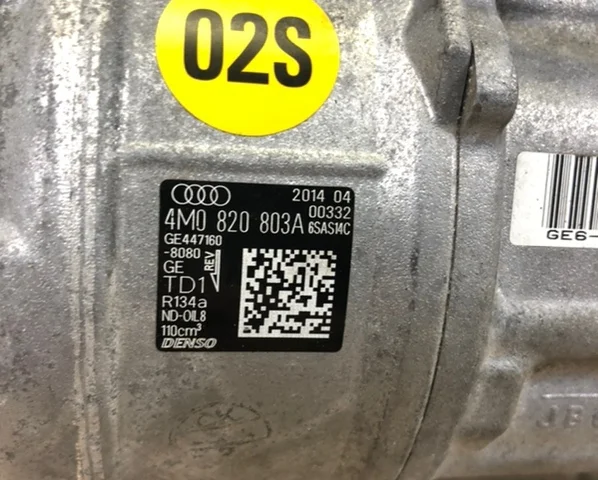 02S
2014 04
00332
4M0 820 803A 6SAS14C
GE447160
-8080
GE
REV
TD1
R134a
ND-OIL8
110cm³
DENSO
GE6-